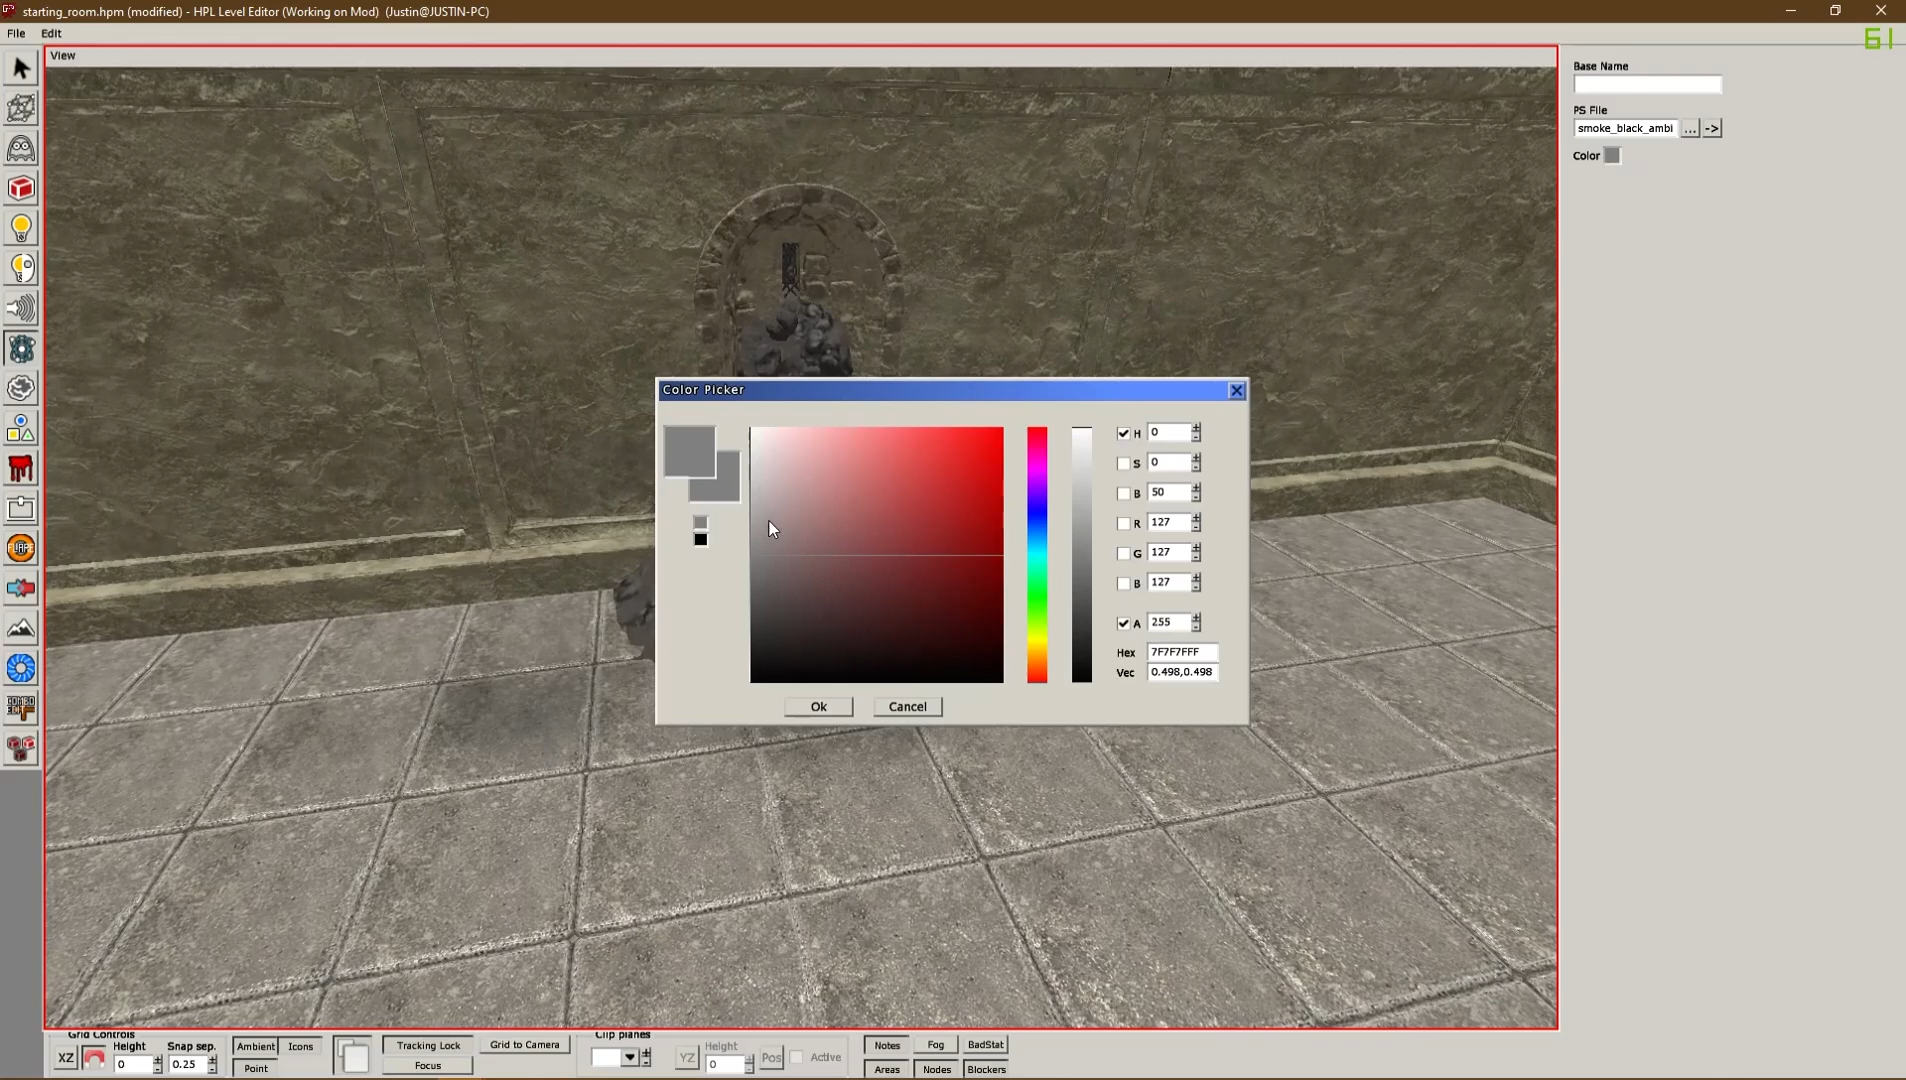 starting_room.hpm (modified) - HPL Level Editor (Working on Mod) (Justin@JUSTIN-PC)
File Edit
61
View
Base Name
PS File
smoke_black_ambi ... ->
Color
Color Picker
H 0
S 0
B 50
R 127
G 127
B 127
A 255
Hex 7F7F7FFF
Vec 0.498,0.498
Ok Cancel
Grid Controls
XZ Height 0 Snap sep. 0.25
Ambient Icons
Point
Tracking Lock
Focus
Grid to Camera
Clip planes
YZ Height 0 Pos Active
Notes Fog BadStat
Areas Nodes Blockers